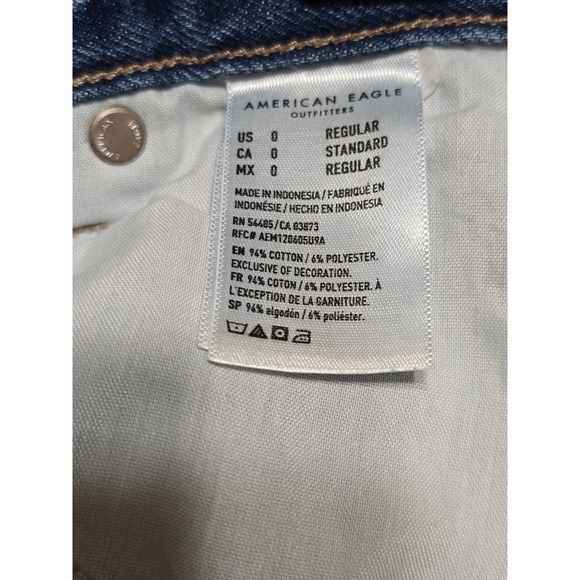 AMERICAN EAGLE
OUTFITTERS
US 0 REGULAR
CA 0 STANDARD
MX 0 REGULAR
MADE IN INDONESIA / FABRIQUÉ EN
INDONÉSIE / HECHO EN INDONESIA
RN 54485/CA 03873
RFC# AEM120605U9A
EN 94% COTTON / 6% POLYESTER.
EXCLUSIVE OF DECORATION.
FR 94% COTON / 6% POLYESTER. À
L'EXCEPTION DE LA GARNITURE.
SP 94% algodón / 6% poliéster.
AMERICAN EAGLE